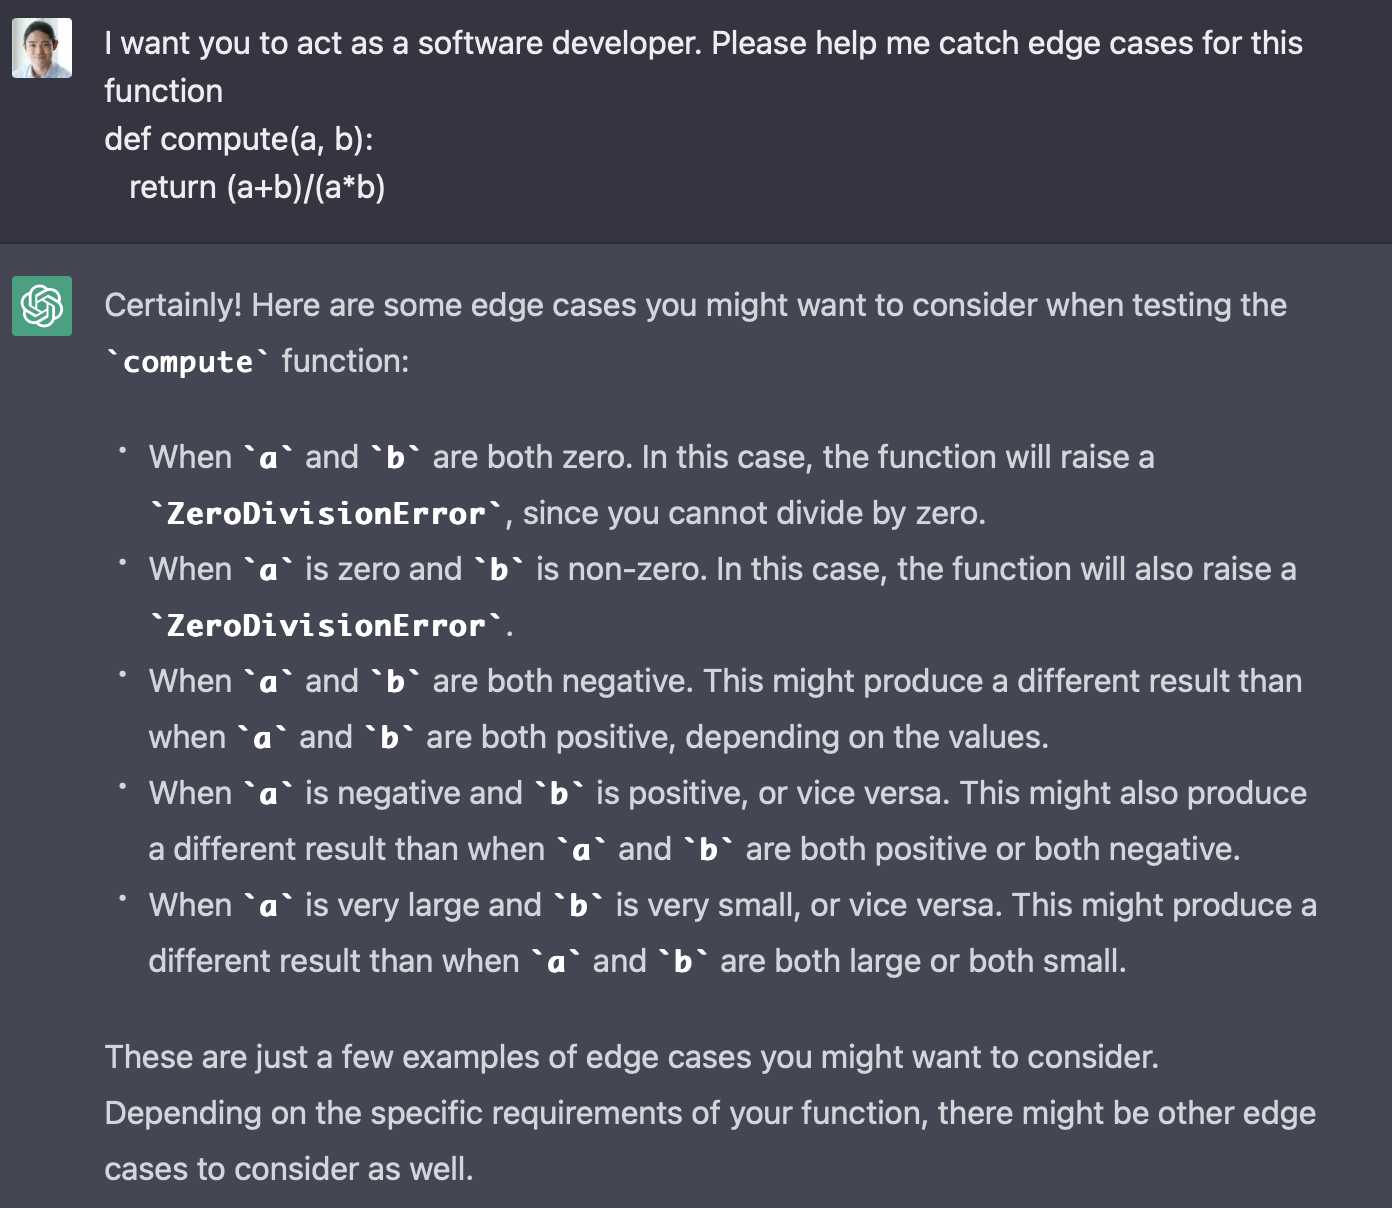 I want you to act as a software developer. Please help me catch edge cases for this
function
def compute(a, b):
   return (a+b)/(a*b)
Certainly! Here are some edge cases you might want to consider when testing the
`compute` function:
• When `a` and `b` are both zero. In this case, the function will raise a
`ZeroDivisionError`, since you cannot divide by zero.
• When `a` is zero and `b` is non-zero. In this case, the function will also raise a
`ZeroDivisionError`.
• When `a` and `b` are both negative. This might produce a different result than
when `a` and `b` are both positive, depending on the values.
• When `a` is negative and `b` is positive, or vice versa. This might also produce
a different result than when `a` and `b` are both positive or both negative.
• When `a` is very large and `b` is very small, or vice versa. This might produce a
different result than when `a` and `b` are both large or both small.
These are just a few examples of edge cases you might want to consider.
Depending on the specific requirements of your function, there might be other edge
cases to consider as well.